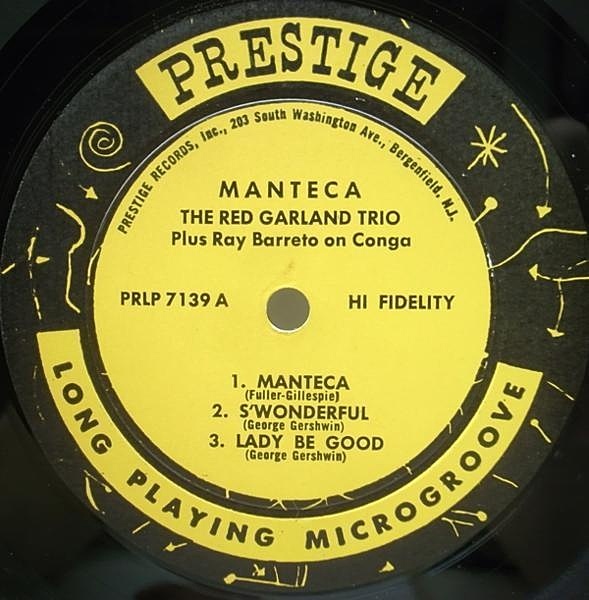 PRESTIGE
PRESTIGE RECORDS, Inc., 203 South Washington Ave., Bergenfield, N.J.
MANTECA
THE RED GARLAND TRIO
Plus Ray Barreto on Conga
PRLP 7139 A HI FIDELITY
1. MANTECA
(Fuller-Gillespie)
2. S'WONDERFUL
(George Gershwin)
3. LADY BE GOOD
(George Gershwin)
LONG PLAYING MICROGROOVE